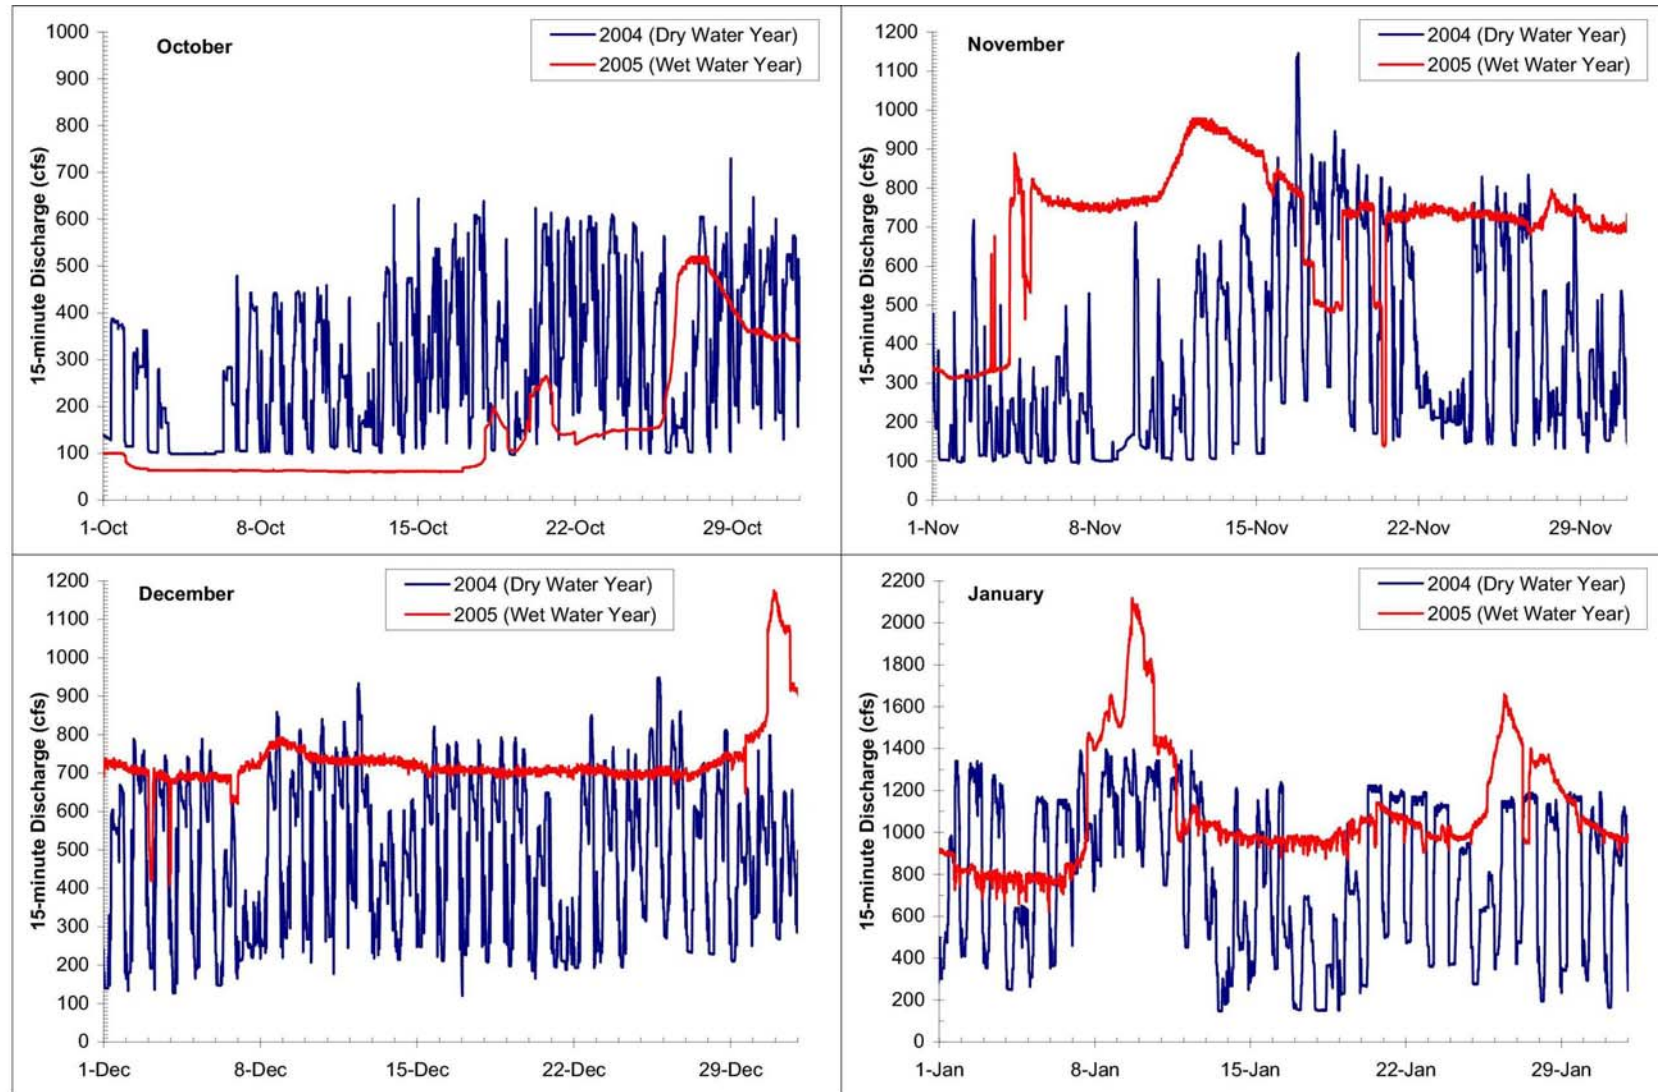 October
2004 (Dry Water Year)
2005 (Wet Water Year)
15-minute Discharge (cfs)
1000
900
800
700
600
500
400
300
200
100
0
1-Oct 8-Oct 15-Oct 22-Oct 29-Oct
November
2004 (Dry Water Year)
2005 (Wet Water Year)
15-minute Discharge (cfs)
1200
1100
1000
900
800
700
600
500
400
300
200
100
0
1-Nov 8-Nov 15-Nov 22-Nov 29-Nov
December
2004 (Dry Water Year)
2005 (Wet Water Year)
15-minute Discharge (cfs)
1200
1100
1000
900
800
700
600
500
400
300
200
100
0
1-Dec 8-Dec 15-Dec 22-Dec 29-Dec
January
2004 (Dry Water Year)
2005 (Wet Water Year)
15-minute Discharge (cfs)
2200
2000
1800
1600
1400
1200
1000
800
600
400
200
0
1-Jan 8-Jan 15-Jan 22-Jan 29-Jan